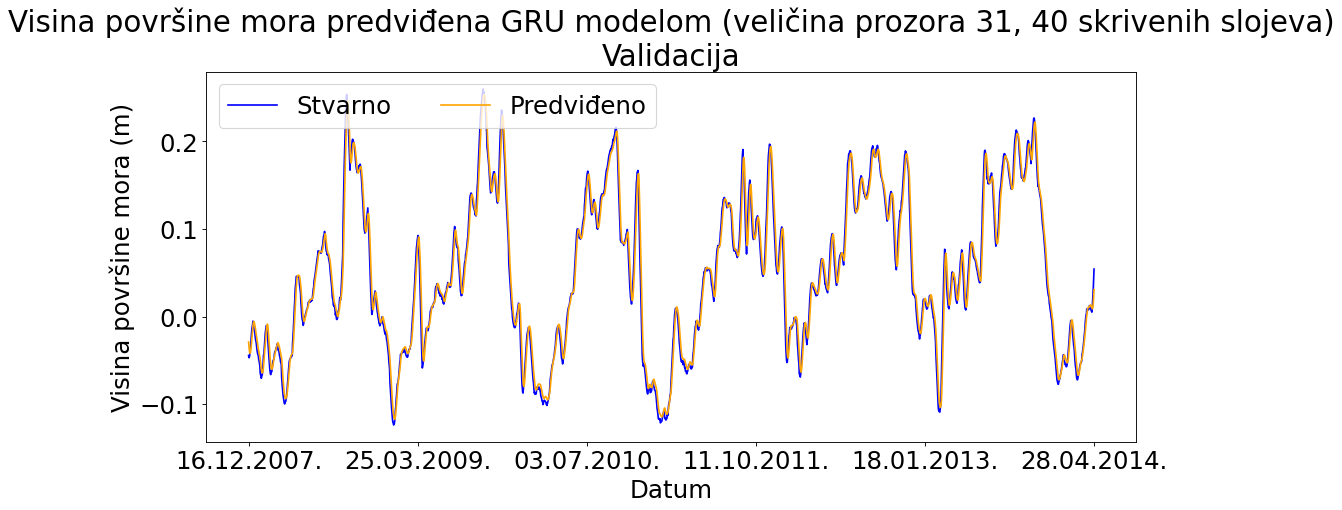 Visina površine mora predviđena GRU modelom (veličina prozora 31, 40 skrivenih slojeva)
Validacija
Stvarno Predviđeno
Visina površine mora (m)
0.2
0.1
0.0
−0.1
16.12.2007. 25.03.2009. 03.07.2010. 11.10.2011. 18.01.2013. 28.04.2014.
Datum